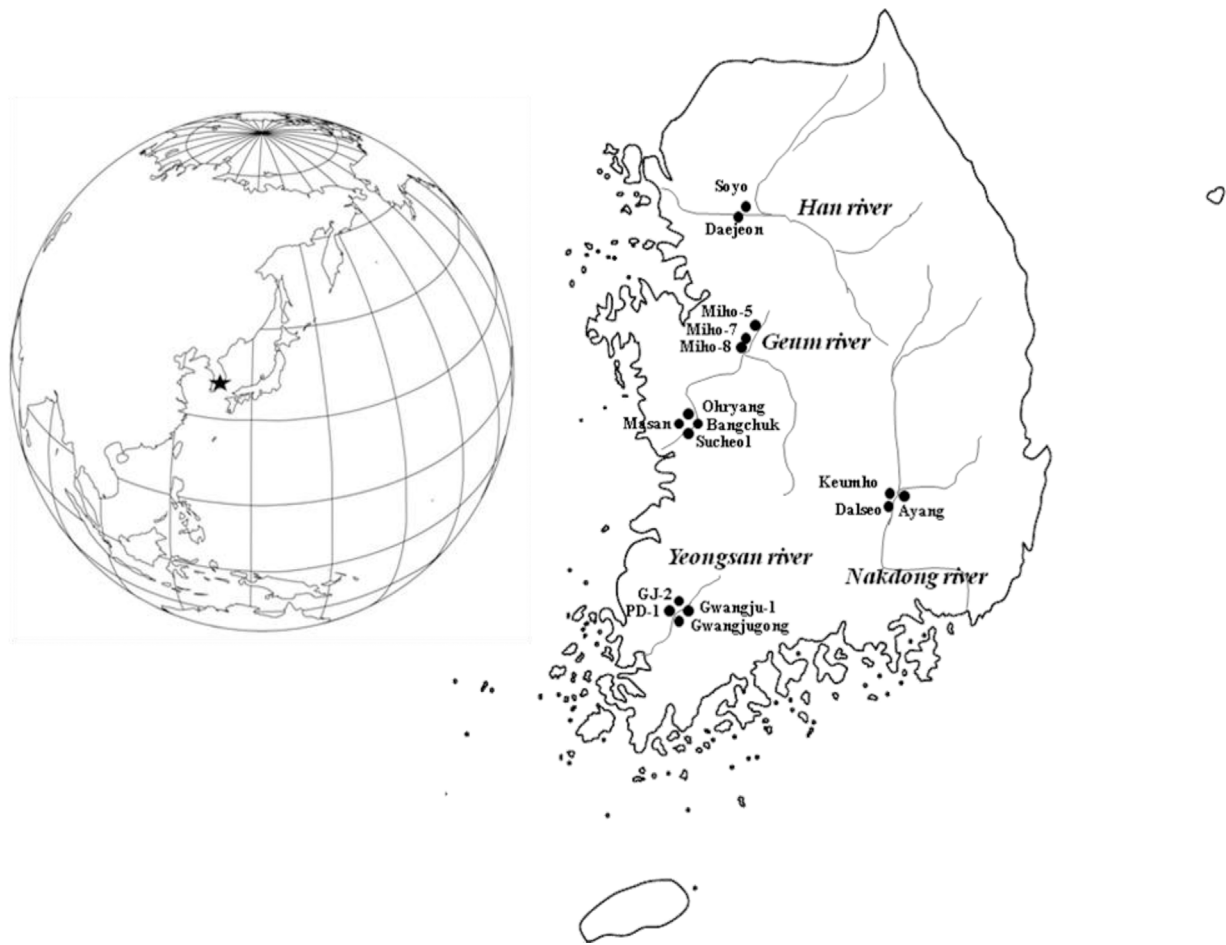 Soyo
Han river
Daejeon
Miho-5
Miho-7
Geum river
Miho-8
Ohryang
Masan
Bangchuk
Sucheol
Keumho
Dalseo
Ayang
Yeongsan river
Nakdong river
GJ-2
PD-1
Gwangju-1
Gwangjugong